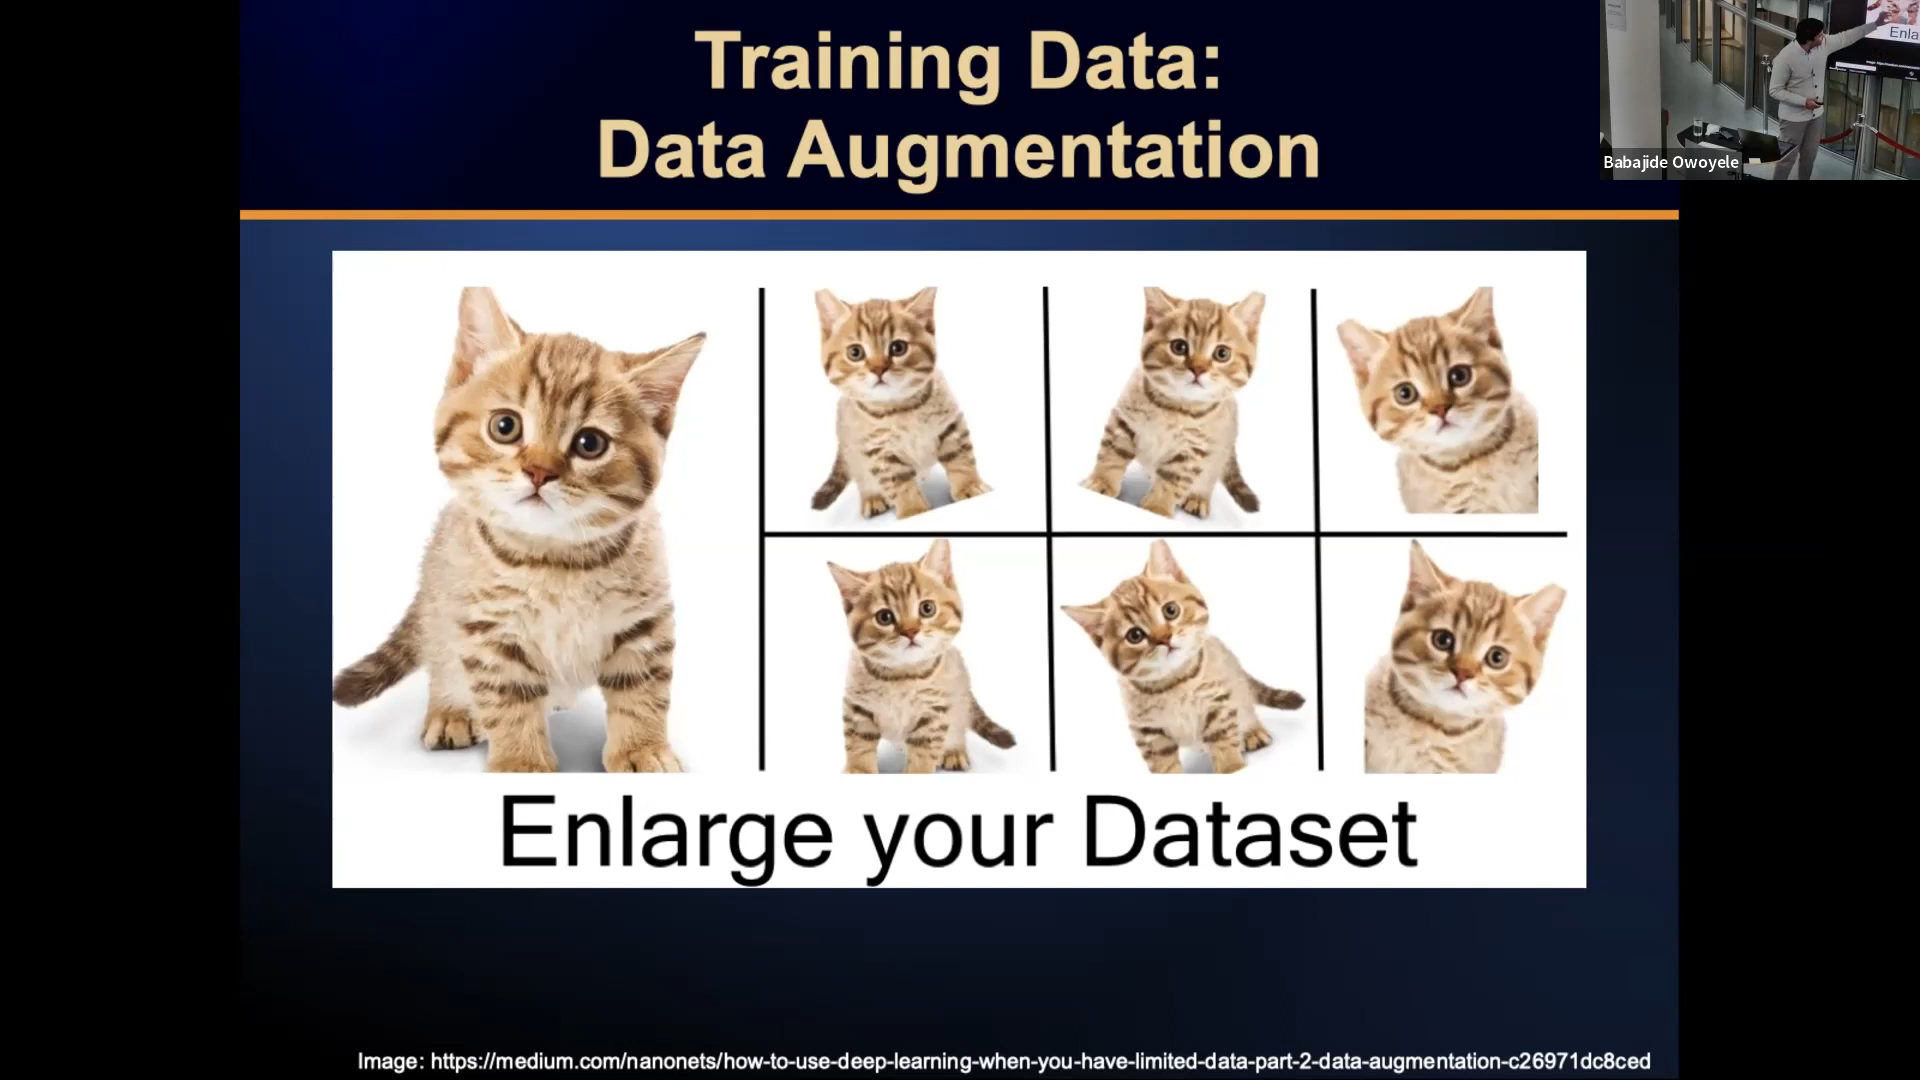 Training Data:
Data Augmentation
Babajide Owoyele
Enla
Enlarge your Dataset
Image: https://medium.com/nanonets/how-to-use-deep-learning-when-you-have-limited-data-part-2-data-augmentation-c26971dc8ced